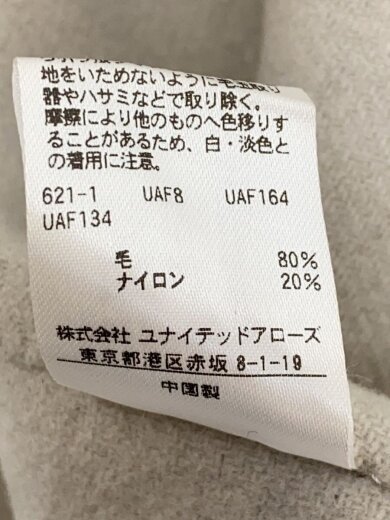 地をいためないように毛玉取り
器やハサミなどで取り除く。
摩擦により他のものへ色移りす
ることがあるため、白・淡色と
の着用に注意。
621-1 UAF8 UAF164
UAF134
毛 80%
ナイロン 20%
株式会社 ユナイテッドアローズ
東京都港区赤坂 8-1-19
中国製